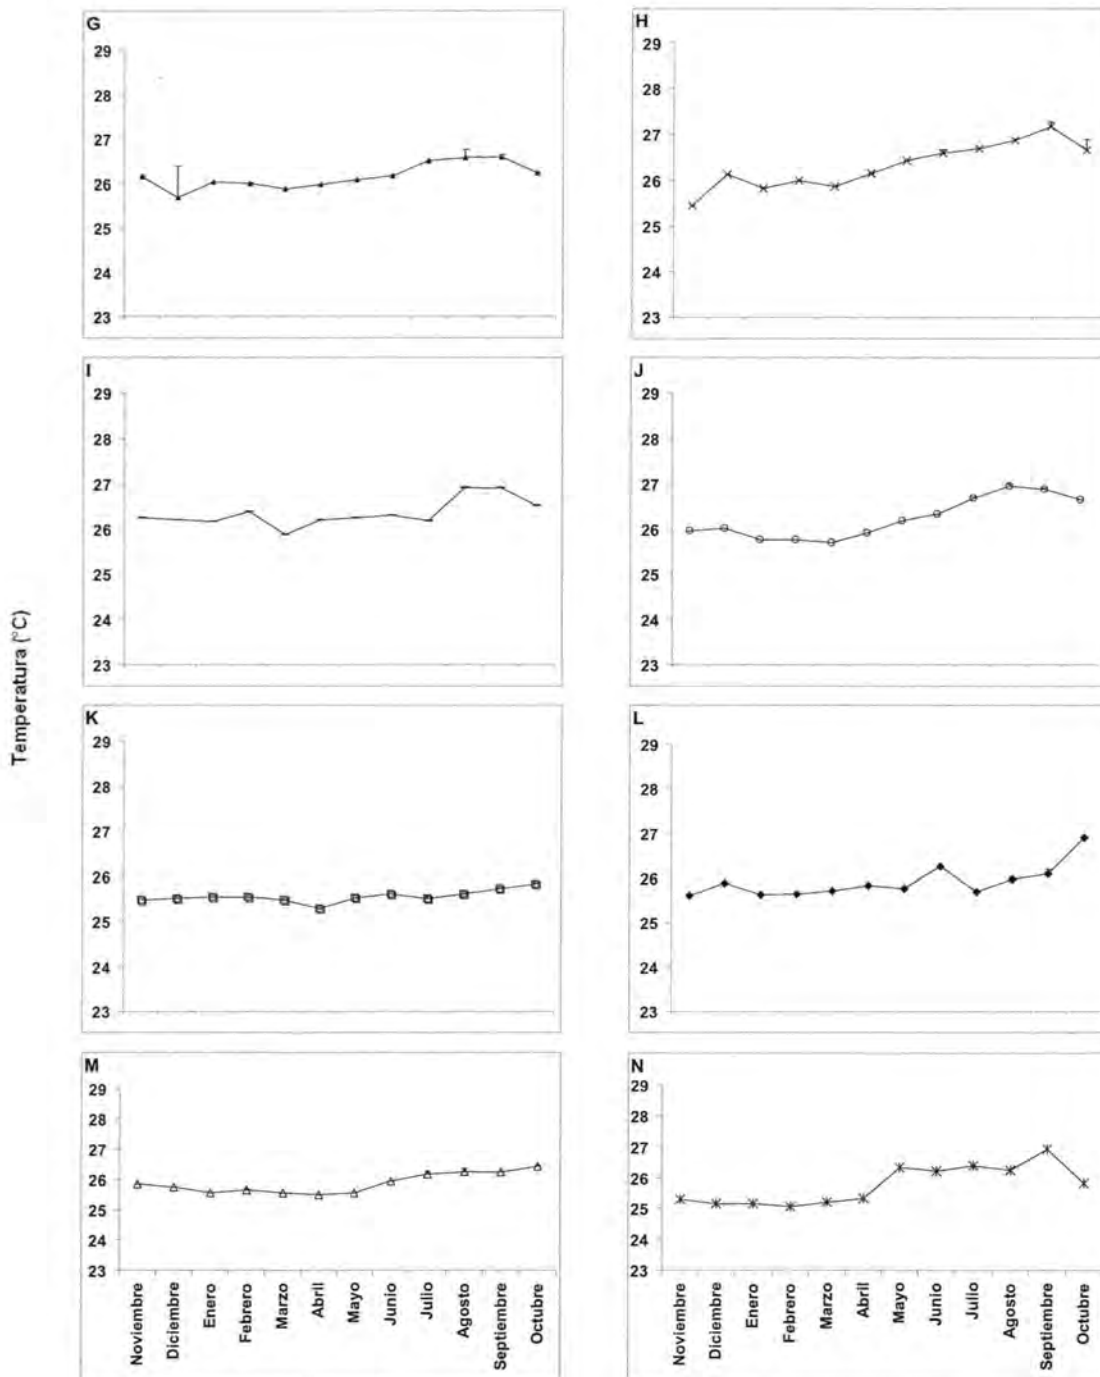 Temperatura (°C)
G
29
28
27
26
25
24
23
H
29
28
27
26
25
24
23
I
29
28
27
26
25
24
23
J
29
28
27
26
25
24
23
K
29
28
27
26
25
24
23
L
29
28
27
26
25
24
23
M
29
28
27
26
25
24
23
Noviembre
Diciembre
Enero
Febrero
Marzo
Abril
Mayo
Junio
Julio
Agosto
Septiembre
Octubre
N
29
28
27
26
25
24
23
Noviembre
Diciembre
Enero
Febrero
Marzo
Abril
Mayo
Junio
Julio
Agosto
Septiembre
Octubre